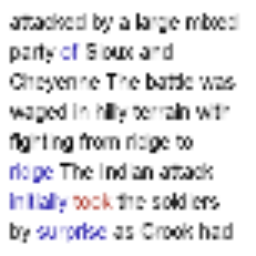 attacked by a large mixed
party of Sioux and
Cheyenne The battle was
waged in hilly terrain with
fighting from ridge to
ridge The Indian attack
initially took the soldiers
by surprise as Crook had